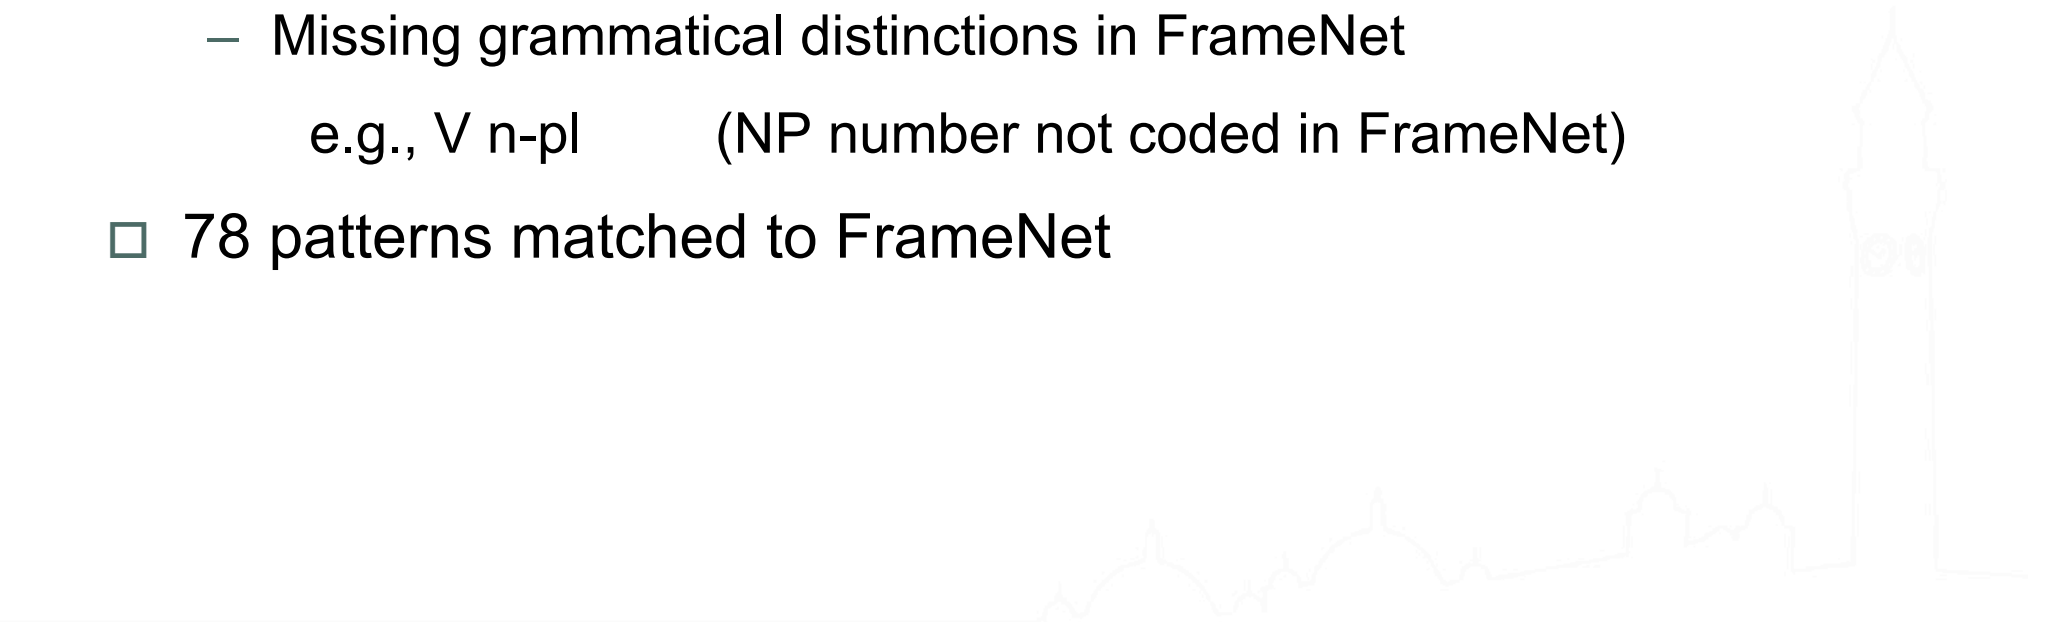 – Missing grammatical distinctions in FrameNet
e.g., V n-pl (NP number not coded in FrameNet)
□ 78 patterns matched to FrameNet